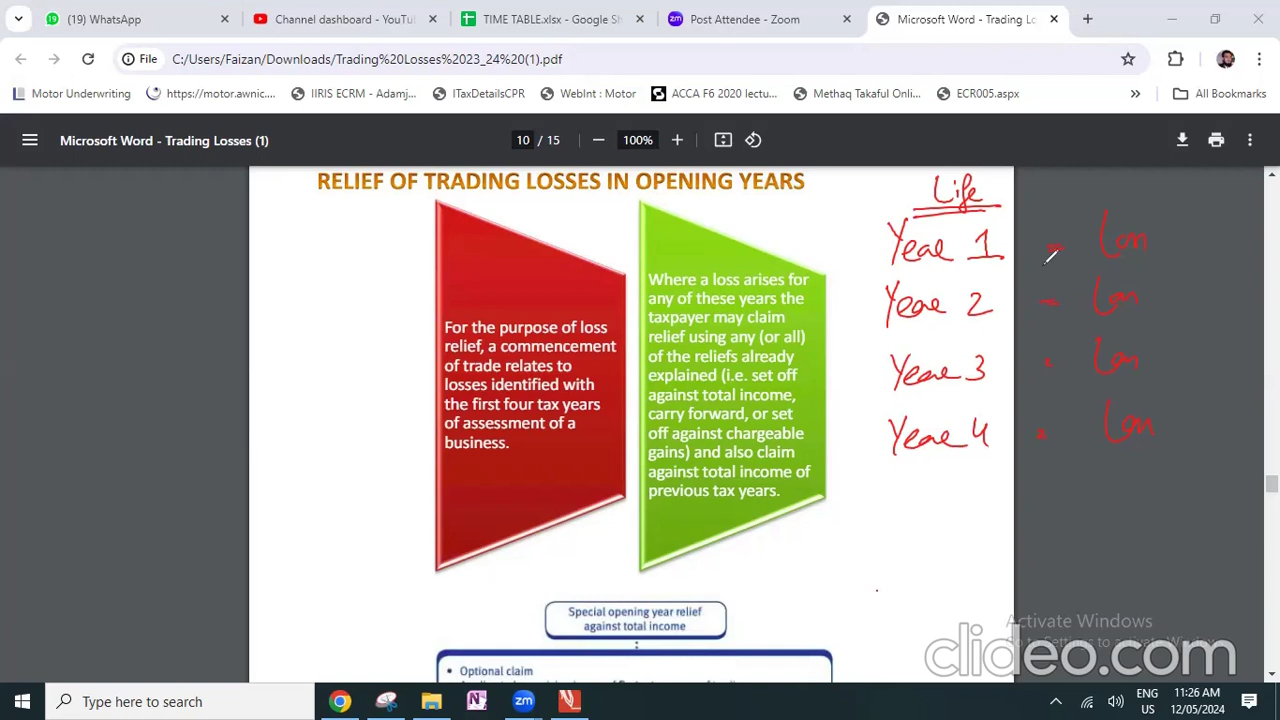 (19) WhatsApp
Channel dashboard - YouTu
TIME TABLE.xlsx - Google Sh
Post Attendee - Zoom
Microsoft Word - Trading Lo
File
C:/Users/Faizan/Downloads/Trading%20Losses%2023_24%20(1).pdf
Motor Underwriting
https://motor.awnic....
IIRIS ECRM - Adamj...
ITaxDetailsCPR
WebInt : Motor
ACCA F6 2020 lectu...
Methaq Takaful Onli...
ECR005.aspx
All Bookmarks
Microsoft Word - Trading Losses (1)
10 / 15
100%
RELIEF OF TRADING LOSSES IN OPENING YEARS
For the purpose of loss
relief, a commencement
of trade relates to
losses identified with
the first four tax years
of assessment of a
business.
Where a loss arises for
any of these years the
taxpayer may claim
relief using any (or all)
of the reliefs already
explained (i.e. set off
against total income,
carry forward, or set
off against chargeable
gains) and also claim
against total income of
previous tax years.
Life
Year 1 =
Year 2 =
Year 3
Year 4
Special opening year relief
against total income
• Optional claim
Activate Windows
Go to Settings to activate Windows.
clideo.com
Type here to search
ENG
US
11:26 AM
12/05/2024